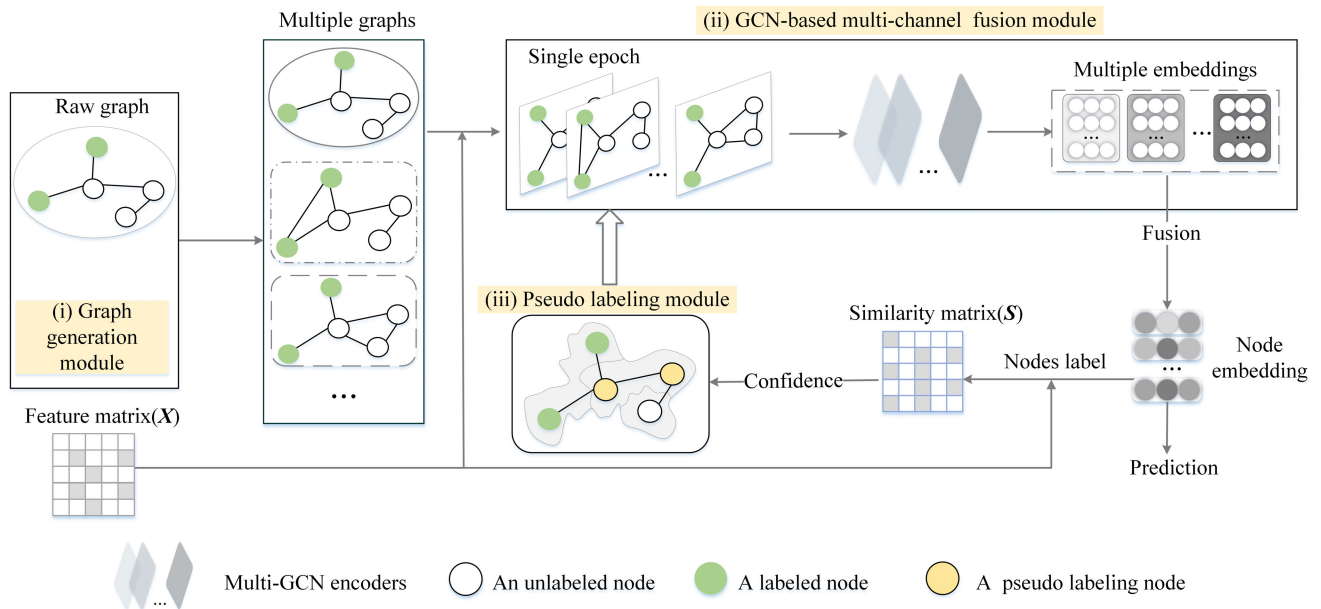 Multiple graphs
(ii) GCN-based multi-channel fusion module
Single epoch
Multiple embeddings
Raw graph
...
...
...
...
...
...
Fusion
(i) Graph
generation
module
(iii) Pseudo labeling module
Similarity matrix(S)
Nodes label
Node
embedding
...
Confidence
...
Feature matrix(X)
Prediction
...
Multi-GCN encoders
An unlabeled node
A labeled node
A pseudo labeling node